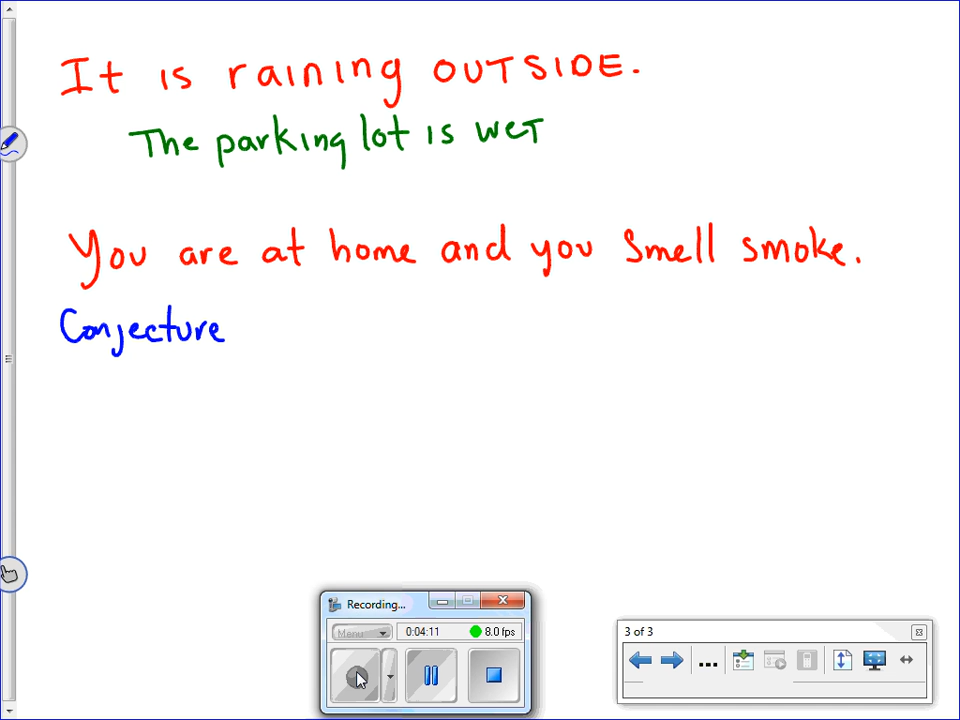 It is raining OUTSIDE.
The parking lot is WET
You are at home and you smell smoke.
Conjecture
Recording...
Menu
0:04:11
8.0 fps
3 of 3